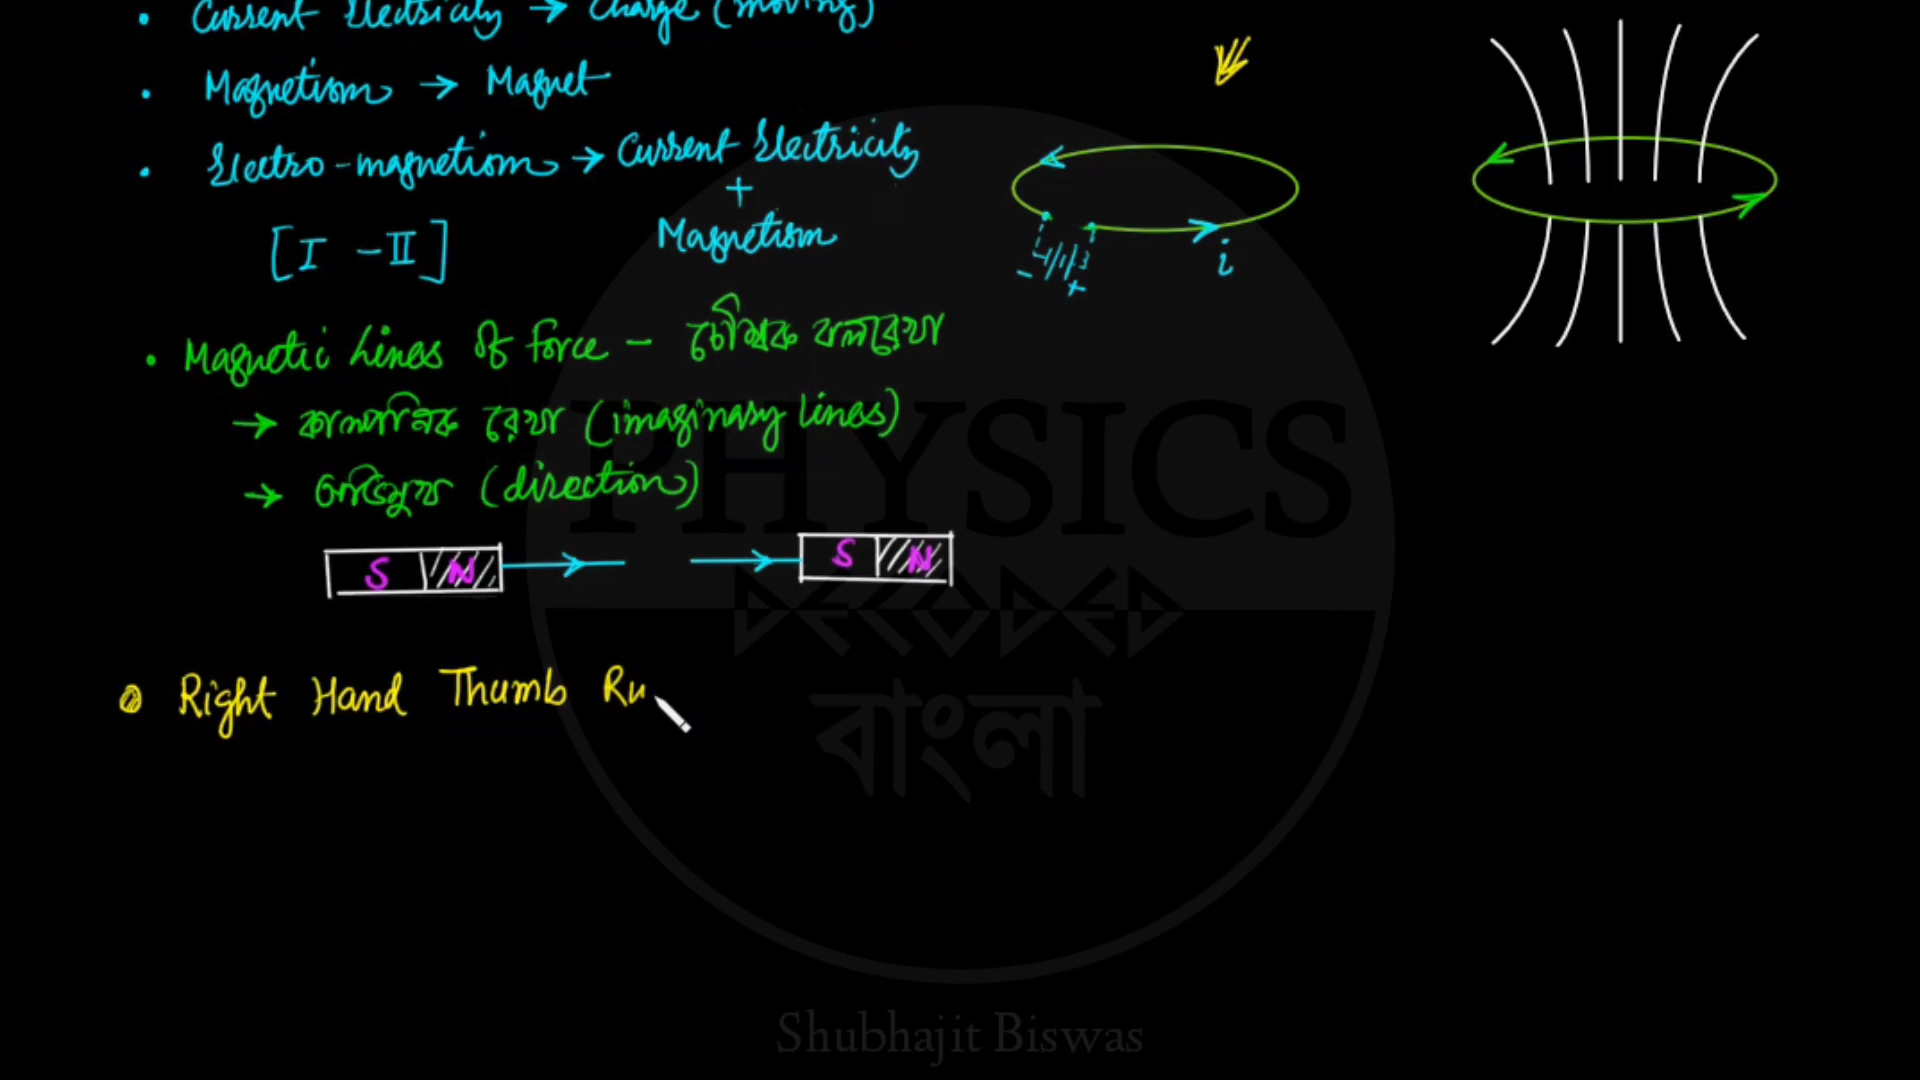 • Current Electricity → Charge (moving)
• Magnetism → Magnet
• Electro-magnetism → Current Electricity
+
Magnetism
[I - II]
i
- +
• Magnetic Lines of force - চৌম্বক বলরেখা
→ কাল্পনিক রেখা (imaginary lines)
→ অভিমুখ (direction)
S N S N
Right Hand Thumb Ru
PHYSICS
DECODED
বাংলা
Shubhajit Biswas